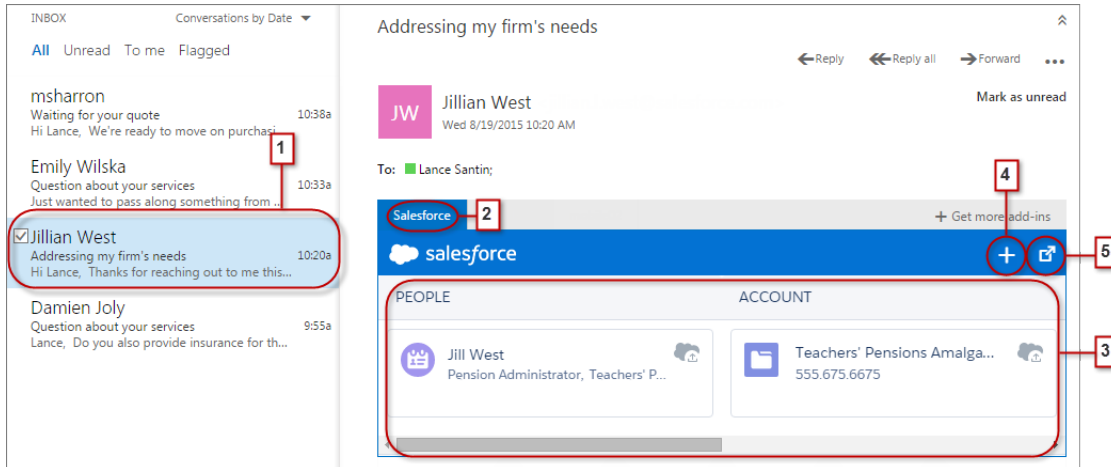 INBOX
Conversations by Date
All Unread To me Flagged
msharron
Waiting for your quote 10:38a
Hi Lance, We're ready to move on purchasi...
1
Emily Wilska
Question about your services 10:33a
Just wanted to pass along something from ...
Jillian West
Addressing my firm's needs 10:20a
Hi Lance, Thanks for reaching out to me this...
Damien Joly
Question about your services 9:55a
Lance, Do you also provide insurance for th...
Addressing my firm's needs
Reply Reply all Forward ...
JW
Jillian West
Wed 8/19/2015 10:20 AM
Mark as unread
To: Lance Santin;
4
Salesforce
2
+ Get more add-ins
salesforce
+
5
PEOPLE ACCOUNT
Jill West
Pension Administrator, Teachers' P...
Teachers' Pensions Amalga...
555.675.6675
3